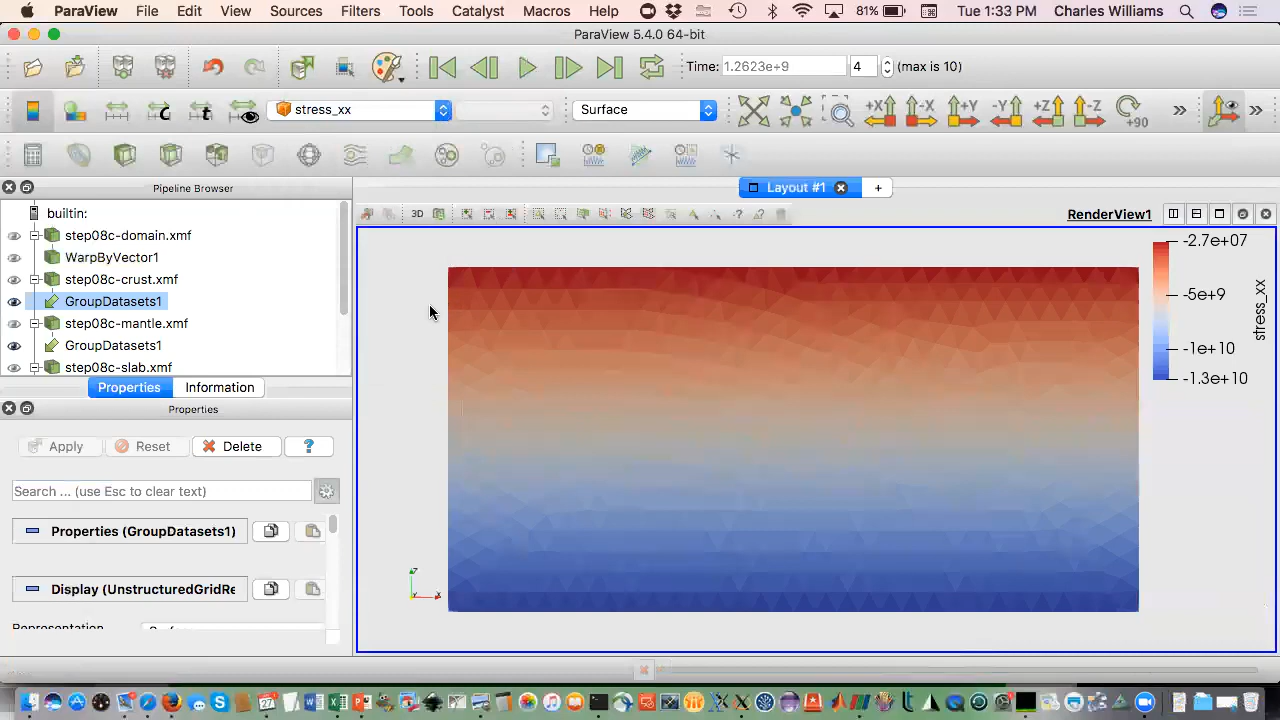 ParaView File Edit View Sources Filters Tools Catalyst Macros Help 81% Tue 1:33 PM Charles Williams
ParaView 5.4.0 64-bit
Time: 1.2623e+9 4 (max is 10)
stress_xx Surface +X -X +Y -Y +Z -Z +90 » »
Pipeline Browser Layout #1 +
builtin: 3D RenderView1
step08c-domain.xmf
WarpByVector1
step08c-crust.xmf
GroupDatasets1
step08c-mantle.xmf
GroupDatasets1
step08c-slab.xmf
Properties Information
Properties
Apply Reset Delete ?
Search ... (use Esc to clear text)
Properties (GroupDatasets1)
Display (UnstructuredGridRe
Representation
-2.7e+07
-5e+9
-1e+10
-1.3e+10
stress_xx